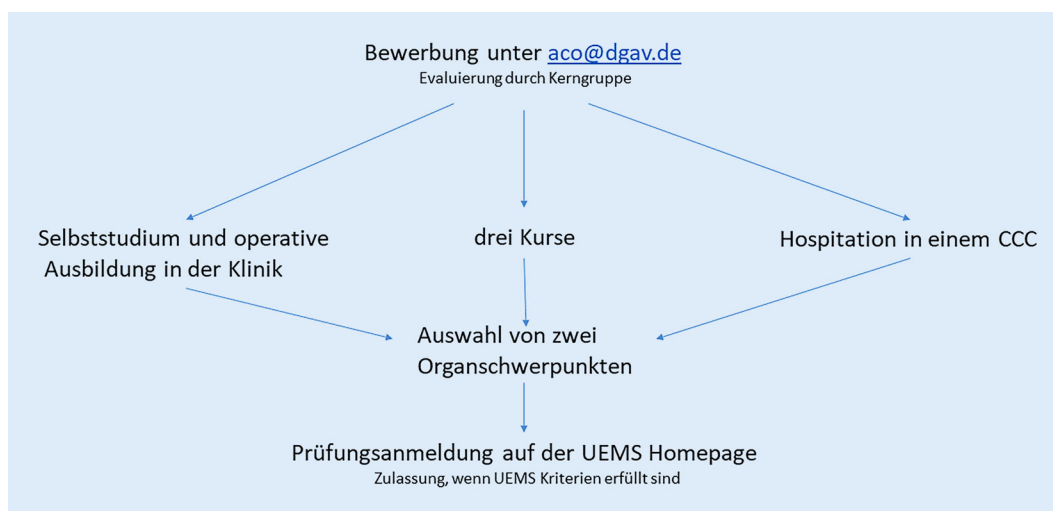 Bewerbung unter aco@dgav.de
Evaluierung durch Kerngruppe
Selbststudium und operative
Ausbildung in der Klinik
drei Kurse
Hospitation in einem CCC
Auswahl von zwei
Organschwerpunkten
Prüfungsanmeldung auf der UEMS Homepage
Zulassung, wenn UEMS Kriterien erfüllt sind